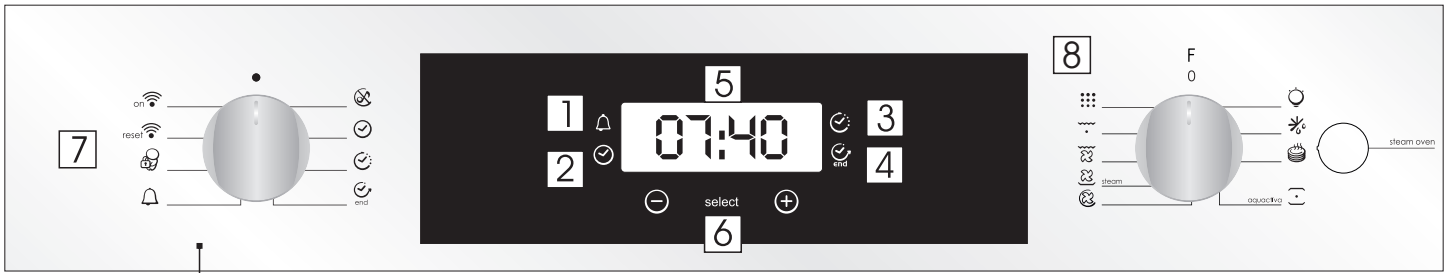 7
on
reset
end
1
2
5
07:40
3
end
4
select
6
8
F
0
steam
aquactiva
steam oven